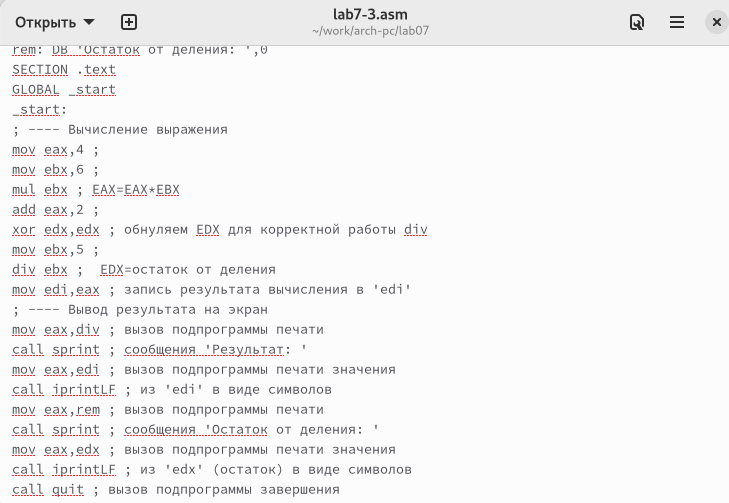 Открыть
lab7-3.asm
~/work/arch-pc/lab07
rem: DB 'Остаток от деления: ',0
SECTION .text
GLOBAL _start
_start:
; ---- Вычисление выражения
mov eax,4 ;
mov ebx,6 ;
mul ebx ; EAX=EAX*EBX
add eax,2 ;
xor edx,edx ; обнуляем EDX для корректной работы div
mov ebx,5 ;
div ebx ;  EDX=остаток от деления
mov edi,eax ; запись результата вычисления в 'edi'
; ---- Вывод результата на экран
mov eax,div ; вызов подпрограммы печати
call sprint ; сообщения 'Результат: '
mov eax,edi ; вызов подпрограммы печати значения
call iprintLF ; из 'edi' в виде символов
mov eax,rem ; вызов подпрограммы печати
call sprint ; сообщения 'Остаток от деления: '
mov eax,edx ; вызов подпрограммы печати значения
call iprintLF ; из 'edx' (остаток) в виде символов
call quit ; вызов подпрограммы завершения